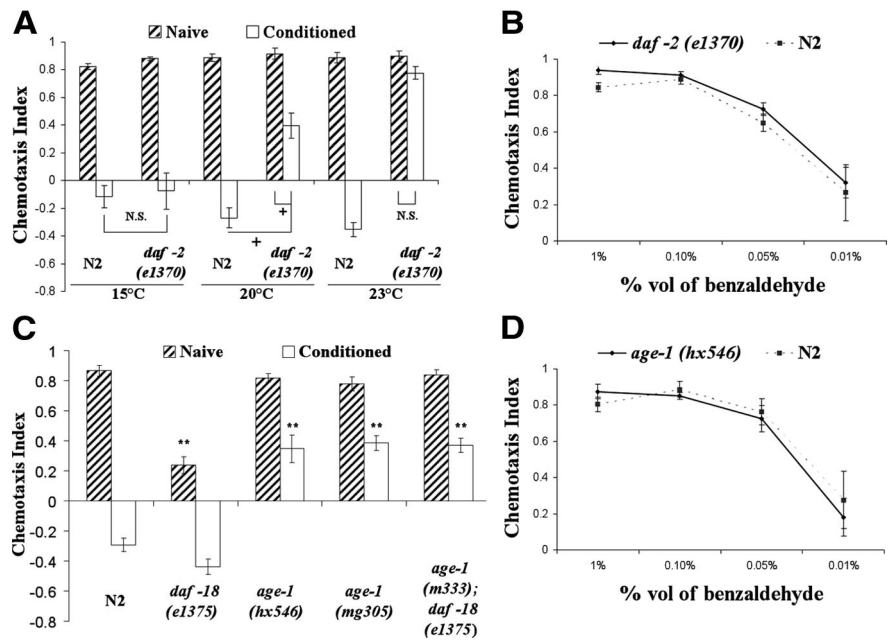 A
Naive
Conditioned
Chemotaxis Index
1
0.8
0.6
0.4
0.2
0
-0.2
-0.4
-0.6
-0.8
N.S.
+
+
N.S.
N2
daf -2
(e1370)
N2
daf -2
(e1370)
N2
daf -2
(e1370)
15°C
20°C
23°C
B
daf -2 (e1370)
N2
Chemotaxis Index
1
0.8
0.6
0.4
0.2
0
1%
0.10%
0.05%
0.01%
% vol of benzaldehyde
C
Naive
Conditioned
Chemotaxis Index
1
0.8
0.6
0.4
0.2
0
-0.2
-0.4
-0.6
-0.8
**
**
**
**
N2
daf -18
(e1375)
age-1
(hx546)
age-1
(mg305)
age-1
(m333);
daf -18
(e1375)
D
age-1 (hx546)
N2
Chemotaxis Index
1
0.8
0.6
0.4
0.2
0
1%
0.10%
0.05%
0.01%
% vol of benzaldehyde